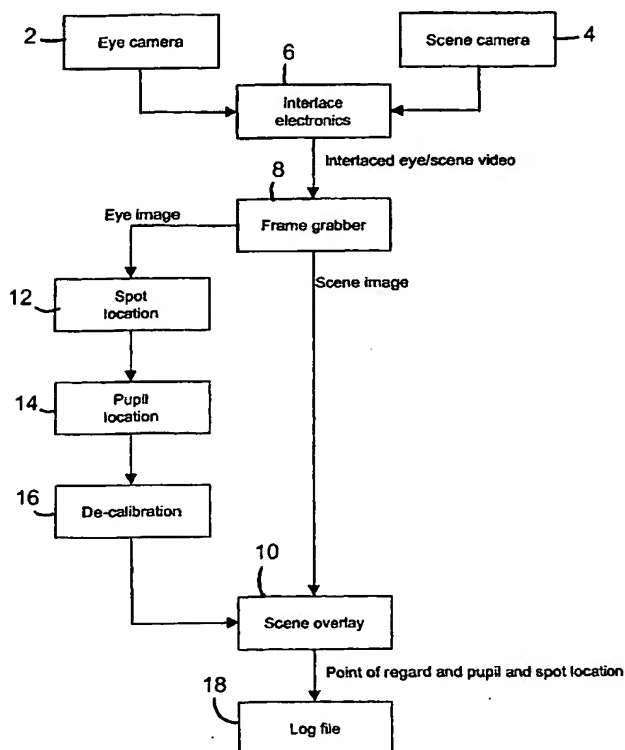 2
Eye camera
Scene camera
4
6
Interlace
electronics
Interlaced eye/scene video
8
Frame grabber
Eye image
Scene image
12
Spot
location
14
Pupil
location
16
De-calibration
10
Scene overlay
Point of regard and pupil and spot location
18
Log file